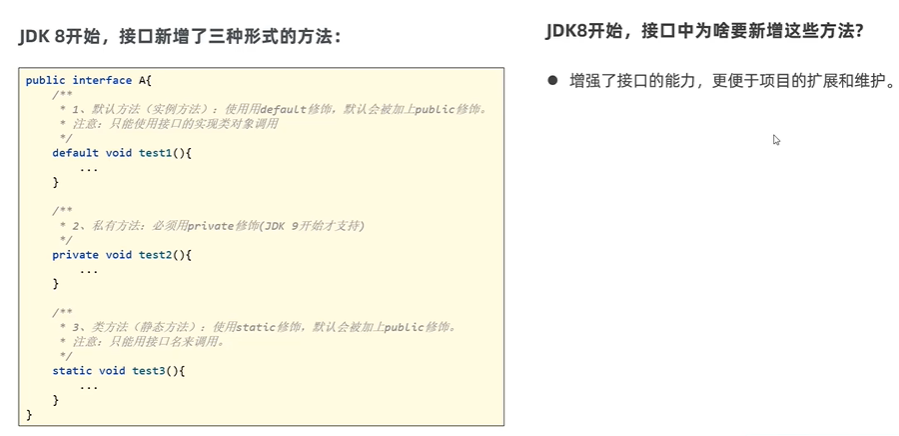 JDK 8开始，接口新增了三种形式的方法：
public interface A{
/**
* 1、默认方法（实例方法）：使用用default修饰，默认会被加上public修饰。
* 注意：只能使用接口的实现类对象调用
*/
default void test1(){
...
}
/**
* 2、私有方法：必须用private修饰(JDK 9开始才支持)
*/
private void test2(){
...
}
/**
* 3、类方法（静态方法）：使用static修饰，默认会被加上public修饰。
* 注意：只能用接口名来调用。
*/
static void test3(){
...
}
}
JDK8开始，接口中为啥要新增这些方法？
● 增强了接口的能力，更便于项目的扩展和维护。